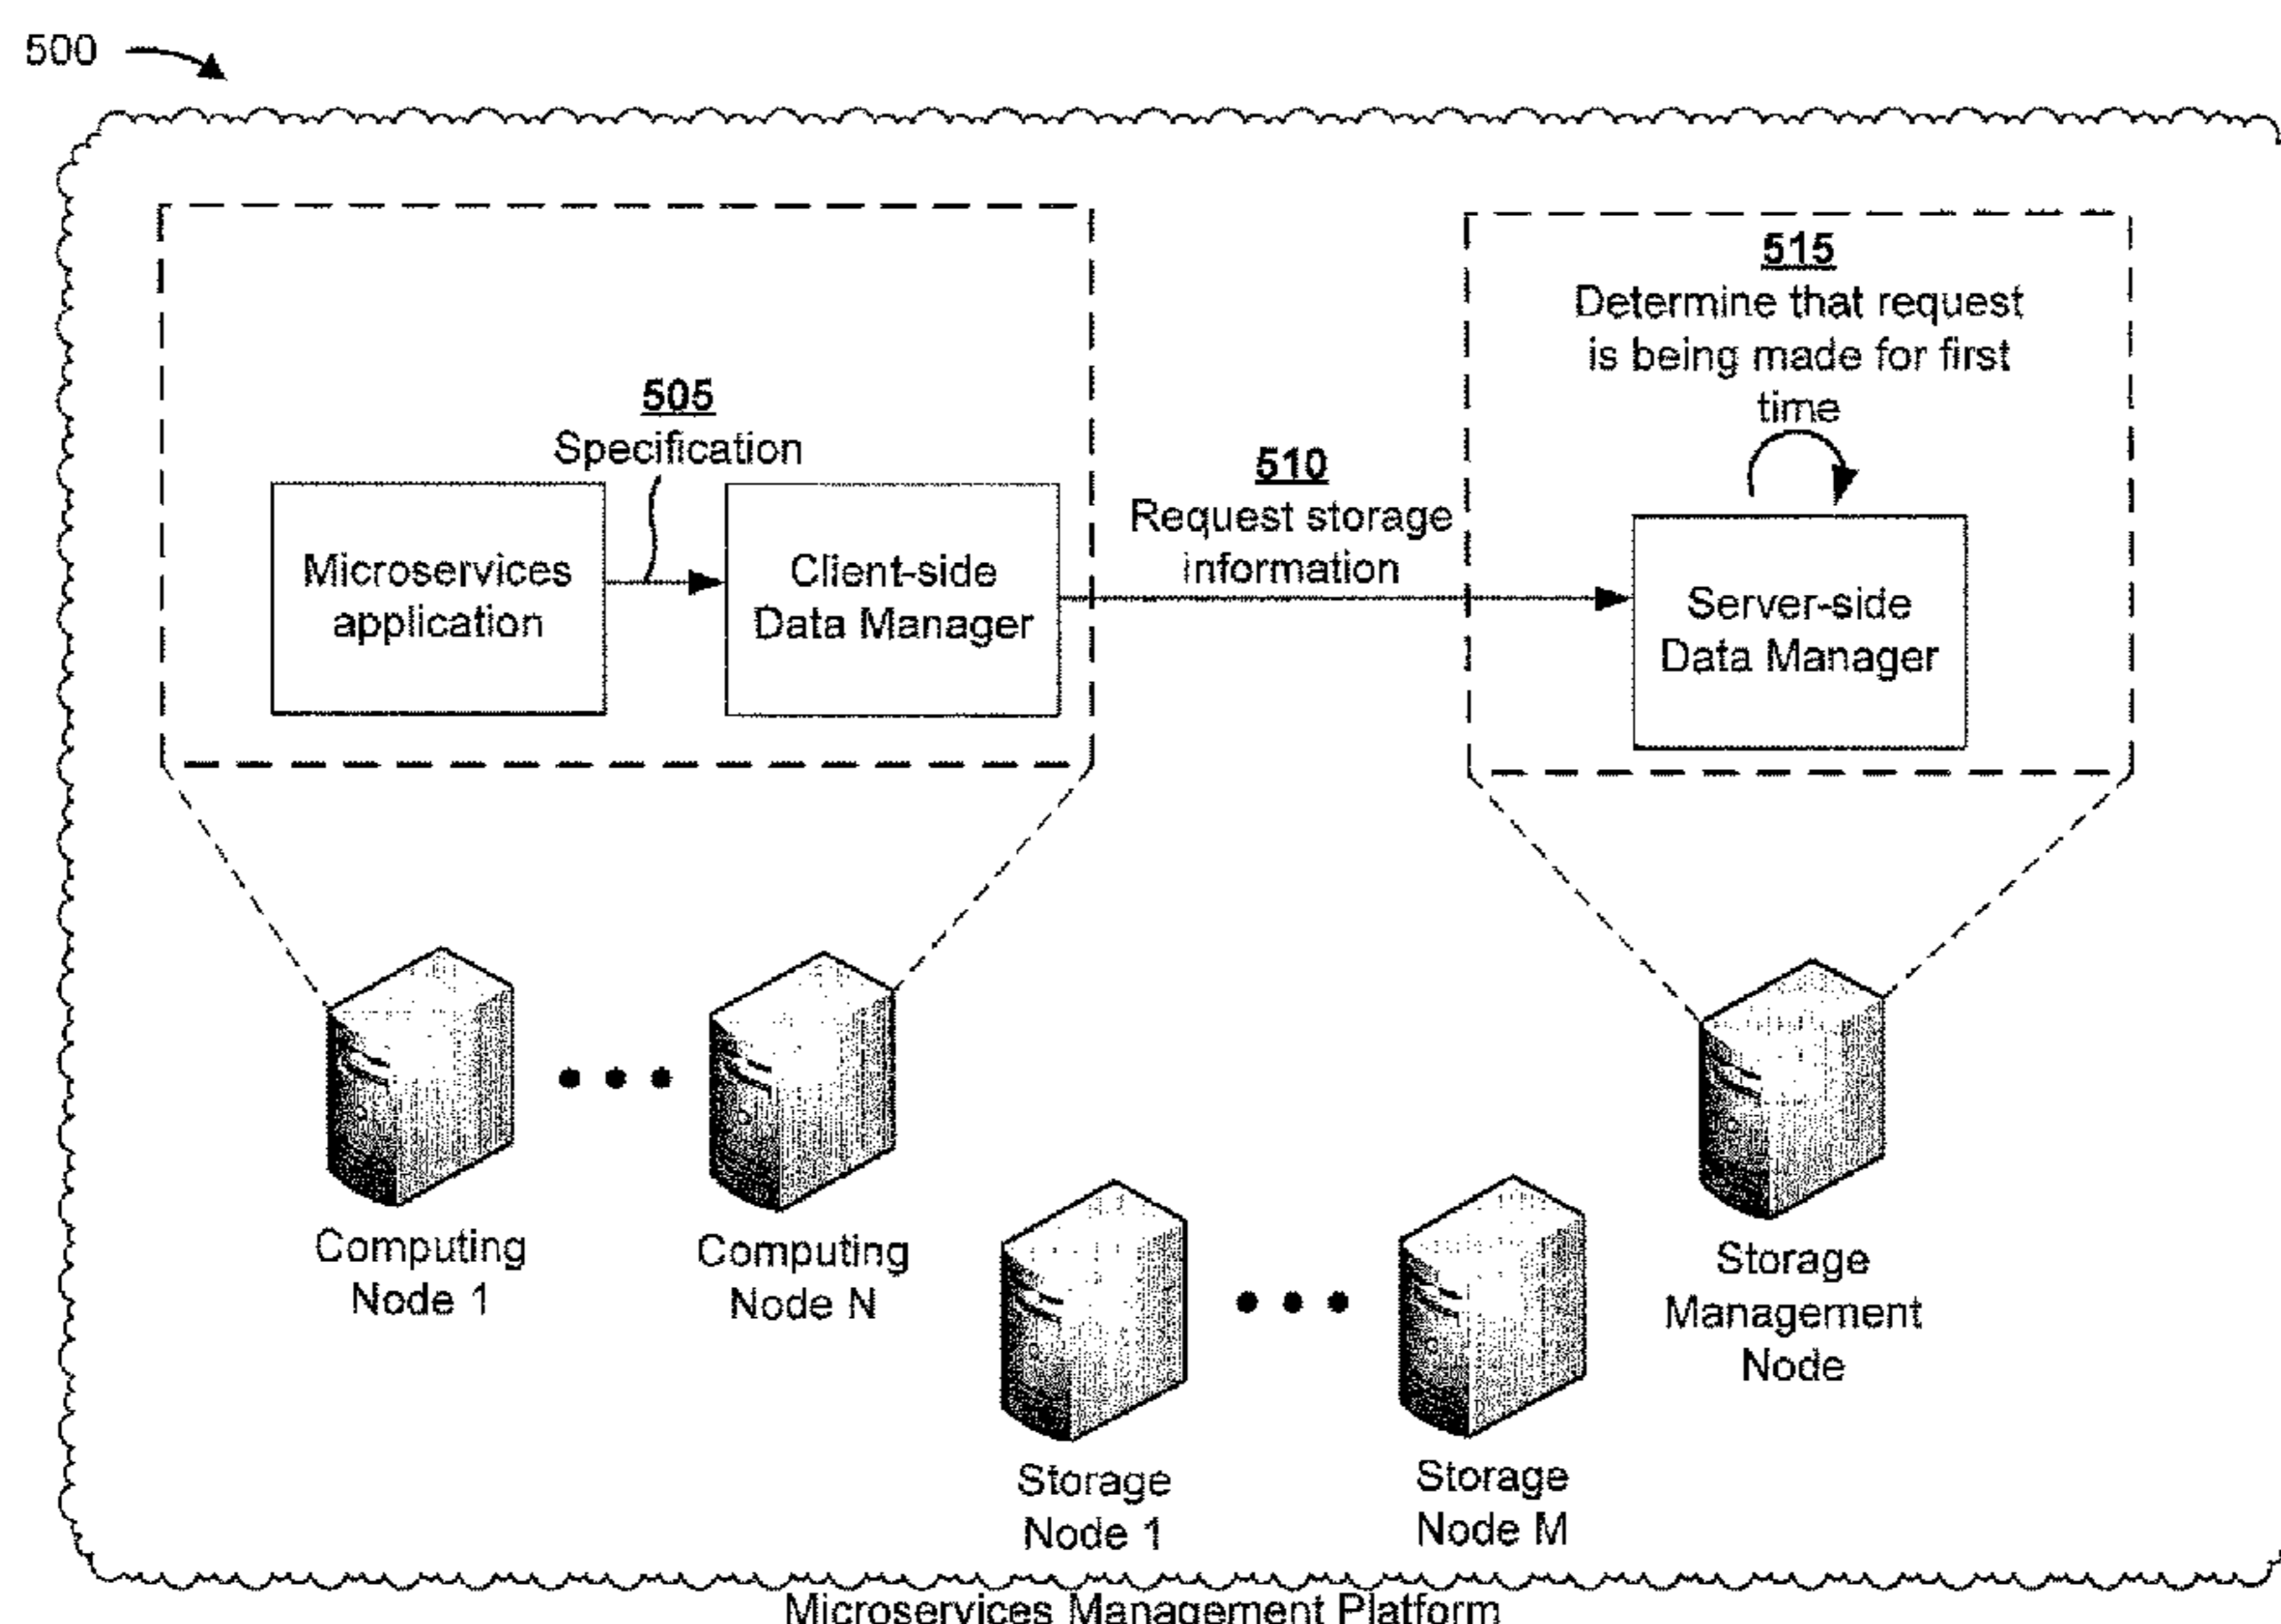 500
515
Determine that request
is being made for first
time
505
Specification
510
Request storage
information
Microservices
application
Client-side
Data Manager
Server-side
Data Manager
Computing
Node 1
Computing
Node N
Storage
Management
Node
Storage
Node 1
Storage
Node M
Microservices Management Platform